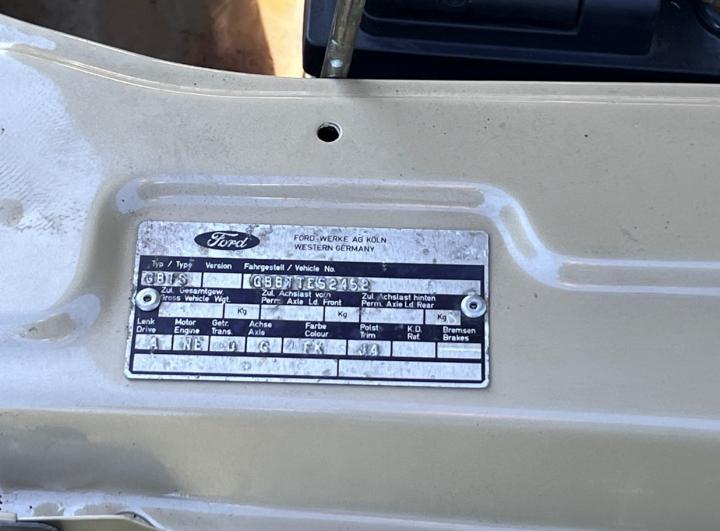 Ford
FORD-WERKE AG KÖLN
WESTERN GERMANY
Typ / Type Version Fahrgestell / Vehicle No.
GBTS GBBYTE52452
Zul. Gesamtgew. Zul. Achslast vorn Zul. Achslast hinten
Gross Vehicle Wgt. Perm. Axle Ld. Front Perm. Axle Ld Rear
Kg Kg Kg
Lenk Motor Getr. Achse Farbe Polst K.D. Bremsen
Drive Engine Trans. Axle Colour Trim Ref. Brakes
A NE G